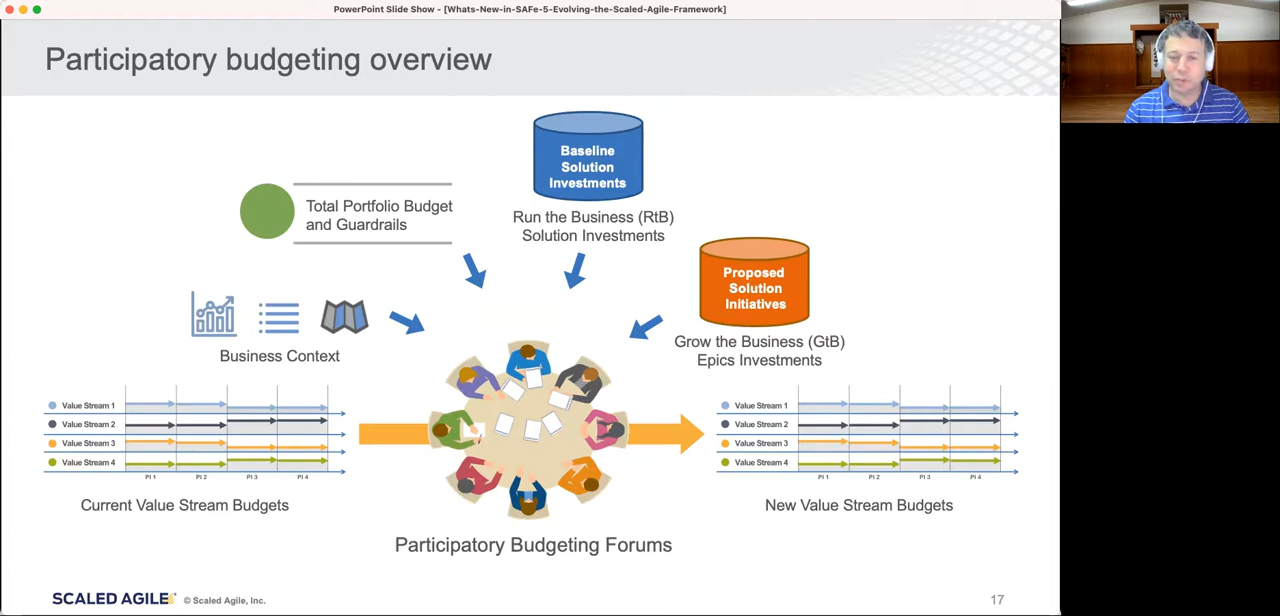 PowerPoint Slide Show - [Whats-New-in-SAFe-5-Evolving-the-Scaled-Agile-Framework]
Participatory budgeting overview
Baseline
Solution
Investments
Run the Business (RtB)
Solution Investments
Total Portfolio Budget
and Guardrails
Proposed
Solution
Initiatives
Grow the Business (GtB)
Epics Investments
Business Context
Value Stream 1
Value Stream 2
Value Stream 3
Value Stream 4
PI 1 PI 2 PI 3 PI 4
Current Value Stream Budgets
Value Stream 1
Value Stream 2
Value Stream 3
Value Stream 4
PI 1 PI 2 PI 3 PI 4
New Value Stream Budgets
Participatory Budgeting Forums
SCALED AGILE® © Scaled Agile, Inc.
17